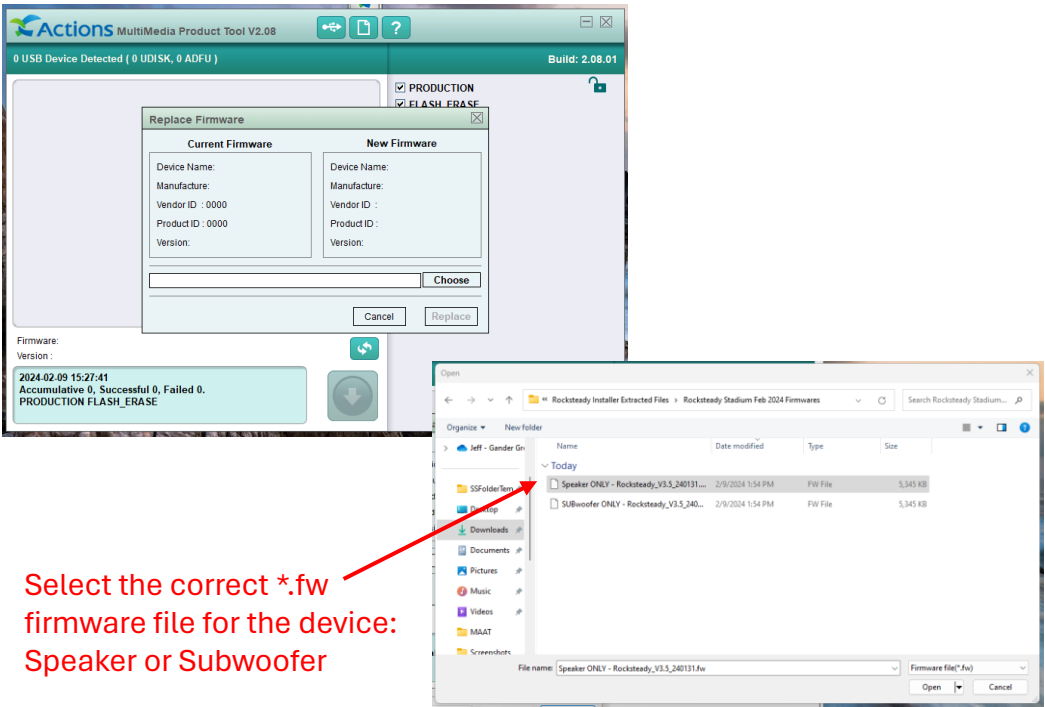 Actions MultiMedia Product Tool V2.08
?
0 USB Device Detected ( 0 UDISK, 0 ADFU )
Build: 2.08.01
PRODUCTION
FLASH_ERASE
Replace Firmware
Current Firmware
New Firmware
Device Name:
Device Name:
Manufacture:
Manufacture:
Vendor ID : 0000
Vendor ID :
Product ID : 0000
Product ID :
Version:
Version:
Choose
Cancel
Replace
Firmware:
Version :
2024-02-09 15:27:41
Accumulative 0, Successful 0, Failed 0.
PRODUCTION FLASH_ERASE
Open
« Rocksteady Installer Extracted Files › Rocksteady Stadium Feb 2024 Firmwares
Search Rocksteady Stadium...
Organize
New folder
Jeff - Gander Gr
SSFolderTem
Desktop
Downloads
Documents
Pictures
Music
Videos
MAAT
Screenshots
Name
Date modified
Type
Size
Today
Speaker ONLY - Rocksteady_V3.5_240131.... 2/9/2024 1:54 PM FW File 5,345 KB
SUBwoofer ONLY - Rocksteady_V3.5_240... 2/9/2024 1:54 PM FW File 5,345 KB
File name: Speaker ONLY - Rocksteady_V3.5_240131.fw
Firmware file(*.fw)
Open
Cancel
Select the correct *.fw
firmware file for the device:
Speaker or Subwoofer